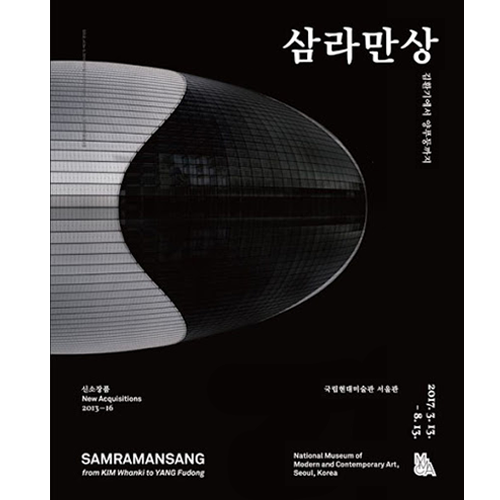 삼라만상
김환기에서 양푸둥까지
신소장품
New Acquisitions
2013–16
국립현대미술관 서울관
2017. 3. 13.
- 8. 13.
SAMRAMANSANG
from KIM Whanki to YANG Fudong
National Museum of
Modern and Contemporary Art,
Seoul, Korea
MMCA